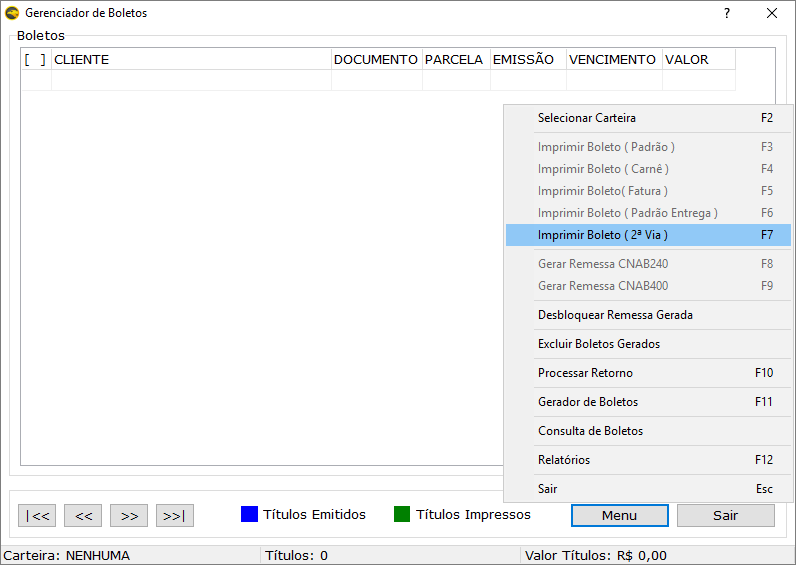 Gerenciador de Boletos ?
Boletos
[ ] CLIENTE DOCUMENTO PARCELA EMISSÃO VENCIMENTO VALOR
Selecionar Carteira F2
Imprimir Boleto ( Padrão ) F3
Imprimir Boleto ( Carnê ) F4
Imprimir Boleto( Fatura ) F5
Imprimir Boleto ( Padrão Entrega ) F6
Imprimir Boleto ( 2ª Via ) F7
Gerar Remessa CNAB240 F8
Gerar Remessa CNAB400 F9
Desbloquear Remessa Gerada
Excluir Boletos Gerados
Processar Retorno F10
Gerador de Boletos F11
Consulta de Boletos
Relatórios F12
Sair Esc
|<< << >> >>| Títulos Emitidos Títulos Impressos Menu Sair
Carteira: NENHUMA Títulos: 0 Valor Títulos: R$ 0,00